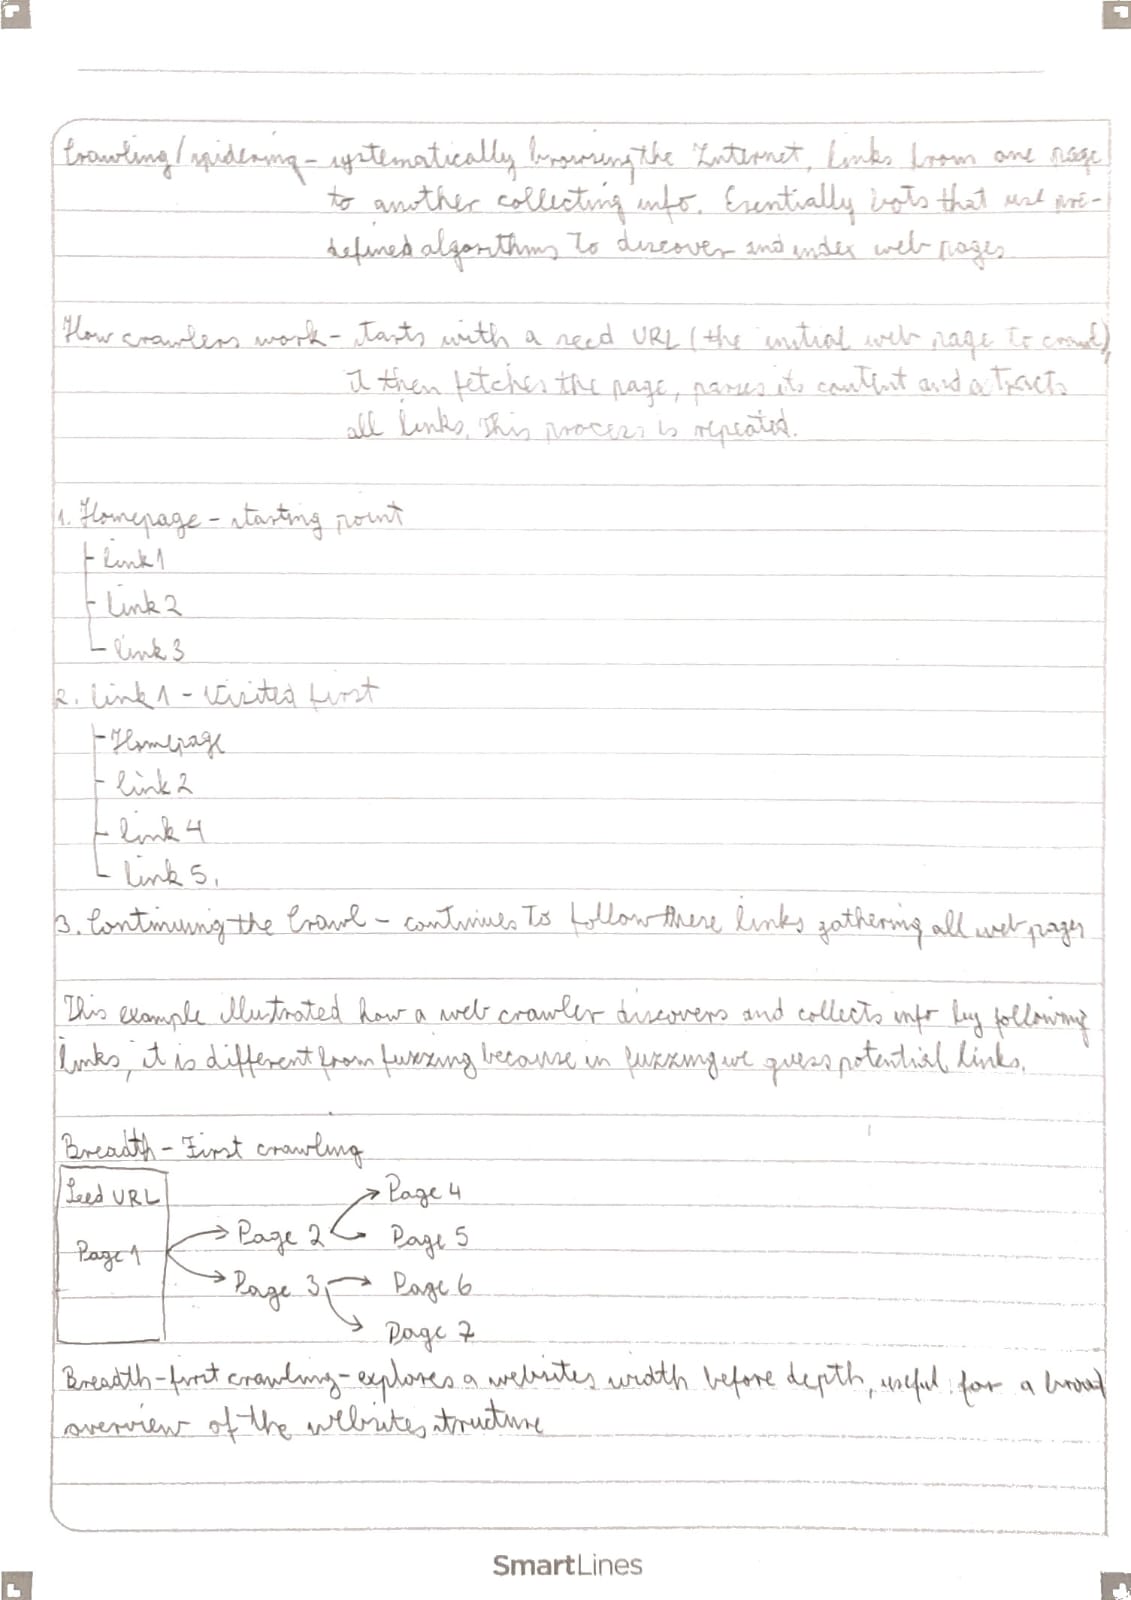 Crawling/spidering - systematically browsing the Internet, links from one page
to another collecting info. Esentially bots that use pre-
defined algorithms to discover and index web pages
How crawlers work - starts with a seed URL (the initial web page to crawl),
it then fetches the page, parses its content and extracts
all links. This process is repeated.
1. Homepage - starting point
link 1
link 2
link 3
2. link 1 - Visited first
Homepage
link 2
link 4
link 5.
3. Continuing the Crawl - continues to follow these links gathering all web pages
This example illustrated how a web crawler discovers and collects info by following
links, it is different from fuzzing because in fuzzing we guess potential links.
Breadth - First crawling
Seed URL
Page 4
Page 2
Page 5
Page 1
Page 3
Page 6
Page 7
Breadth-first crawling - explores a websites width before depth, useful for a broad
overview of the websites structure
SmartLines